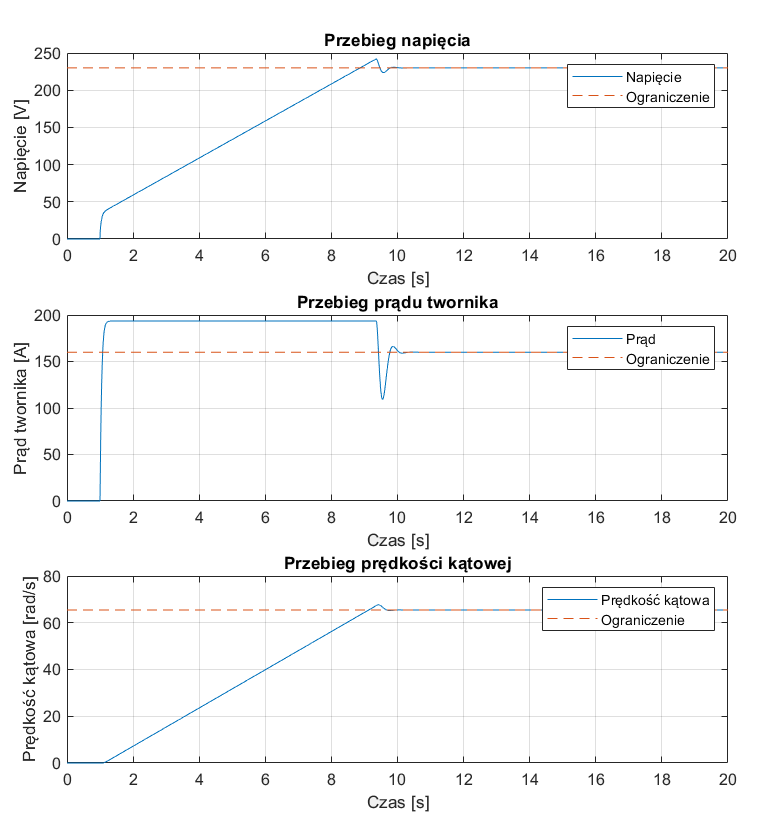 Przebieg napięcia
Napięcie [V]
250
200
150
100
50
0
Napięcie
Ograniczenie
0 2 4 6 8 10 12 14 16 18 20
Czas [s]
Przebieg prądu twornika
Prąd twornika [A]
200
150
100
50
0
Prąd
Ograniczenie
0 2 4 6 8 10 12 14 16 18 20
Czas [s]
Przebieg prędkości kątowej
Prędkość kątowa [rad/s]
80
60
40
20
0
Prędkość kątowa
Ograniczenie
0 2 4 6 8 10 12 14 16 18 20
Czas [s]